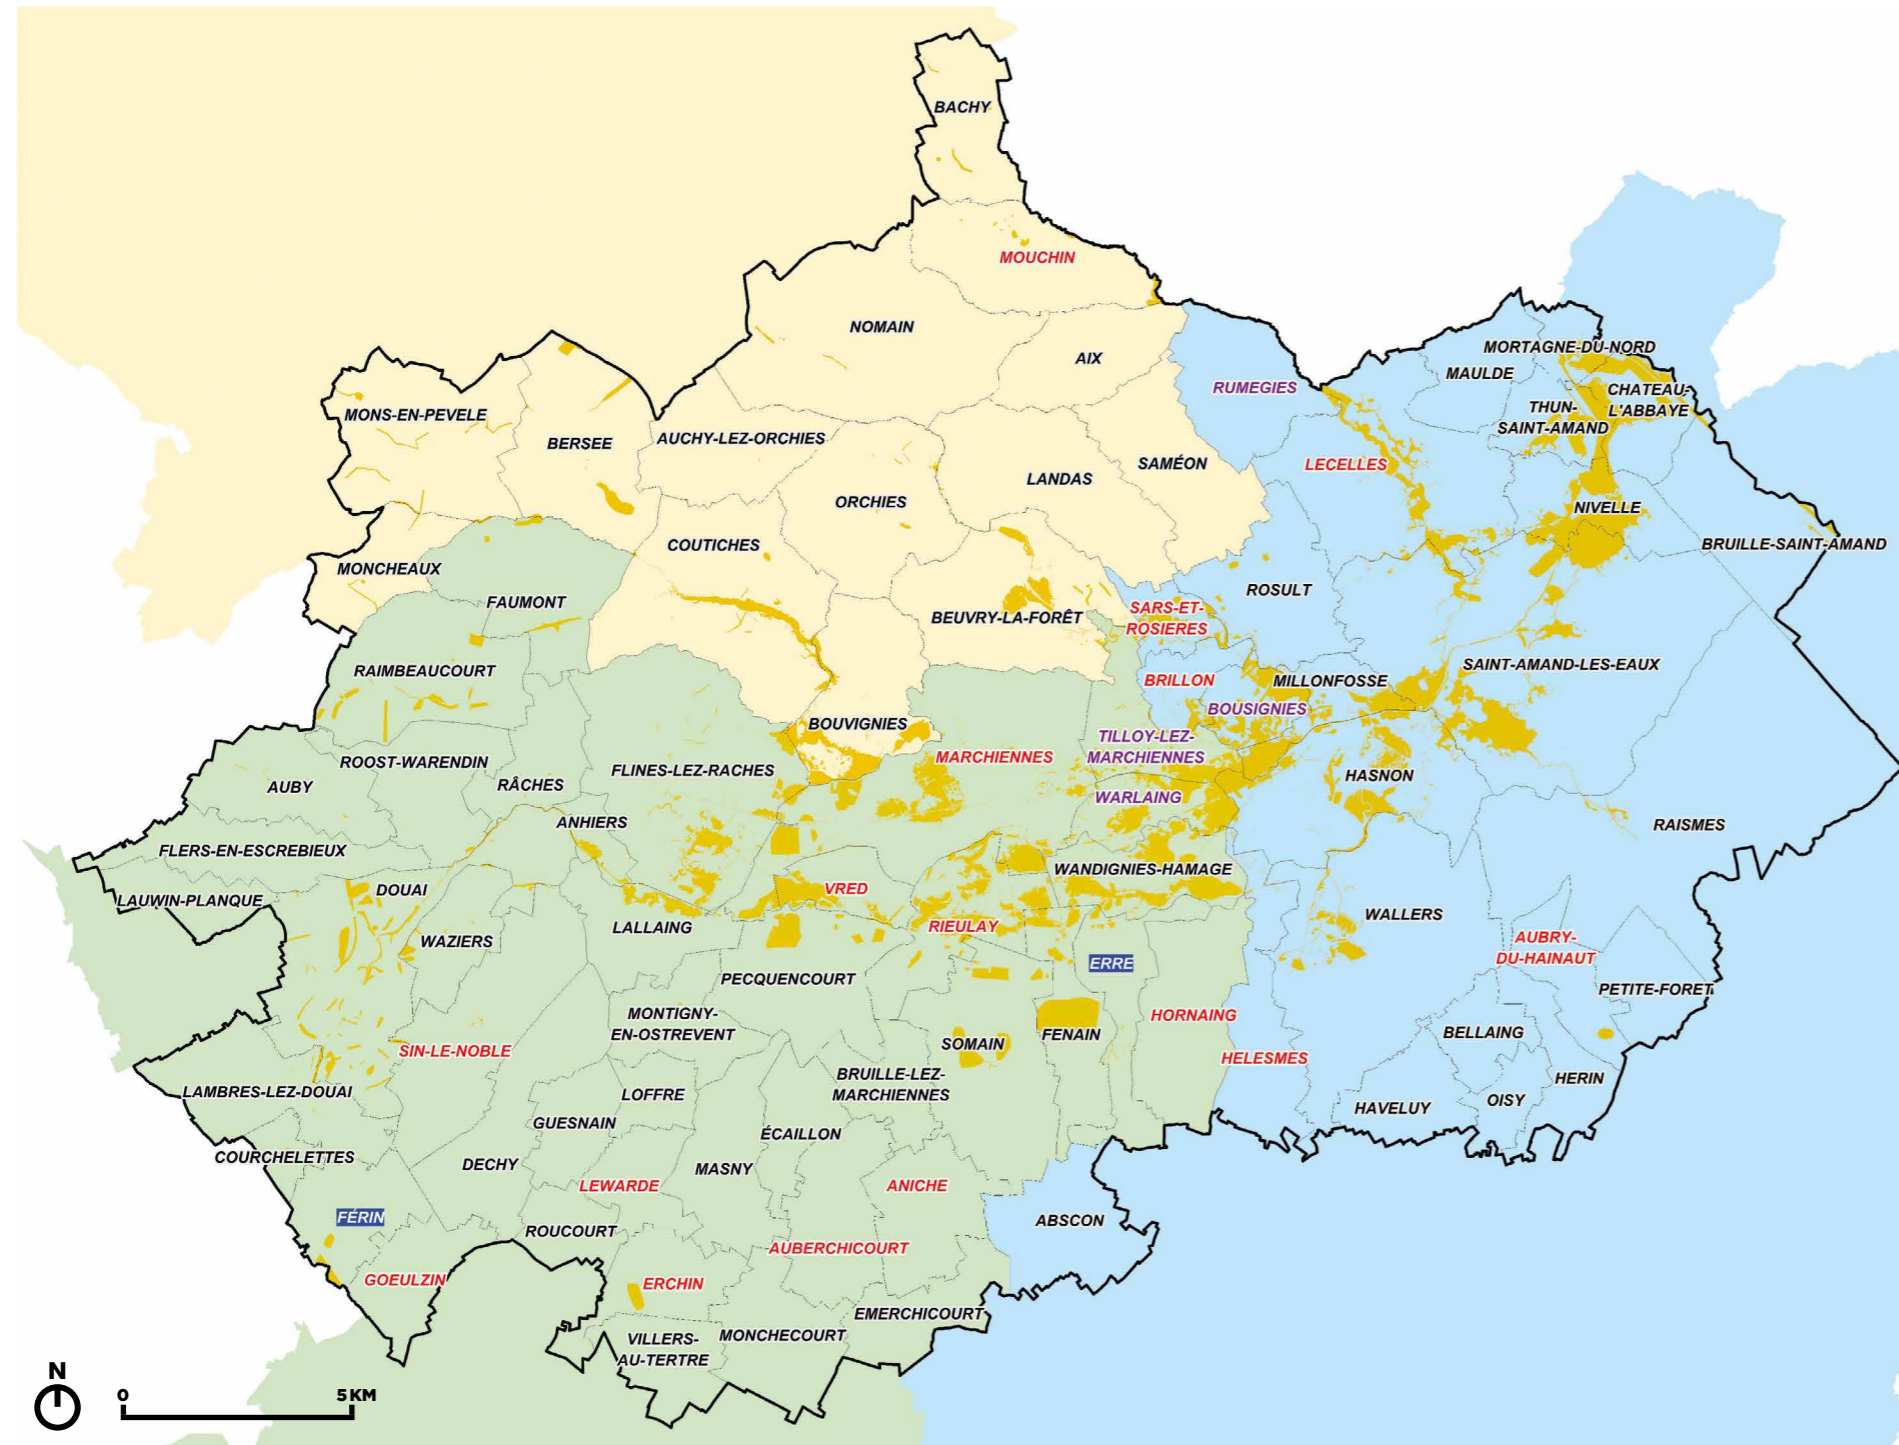 BACHY
MOUCHIN
NOMAIN
AIX
MORTAGNE-DU-NORD
MAULDE
RUMEGIES
CHATEAU-
L'ABBAYE
THUN-
SAINT-AMAND
MONS-EN-PEVELE
BERSEE
AUCHY-LEZ-ORCHIES
SAMÉON
LECELLES
LANDAS
ORCHIES
NIVELLE
COUTICHES
BRUILLE-SAINT-AMAND
MONCHEAUX
ROSULT
FAUMONT
BEUVRY-LA-FORÊT
SARS-ET-
ROSIERES
RAIMBEAUCOURT
SAINT-AMAND-LES-EAUX
BRILLON
MILLONFOSSE
BOUSIGNIES
BOUVIGNIES
TILLOY-LEZ-
MARCHIENNES
MARCHIENNES
ROOST-WARENDIN
FLINES-LEZ-RACHES
HASNON
AUBY
RÂCHES
WARLAING
ANHIERS
RAISMES
FLERS-EN-ESCREBIEUX
WANDIGNIES-HAMAGE
DOUAI
VRED
LAUWIN-PLANQUE
WALLERS
LALLAING
RIEULAY
WAZIERS
AUBRY-
DU-HAINAUT
ERRE
PECQUENCOURT
PETITE-FORET
MONTIGNY-
EN-OSTREVENT
HORNAING
BELLAING
FENAIN
SOMAIN
SIN-LE-NOBLE
HELESMES
BRUILLE-LEZ-
MARCHIENNES
HERIN
LAMBRES-LEZ-DOUAI
LOFFRE
OISY
HAVELUY
GUESNAIN
ÉCAILLON
COURCHELETTES
DECHY
MASNY
LEWARDE
ANICHE
FÉRIN
ABSCON
ROUCOURT
AUBERCHICOURT
GOEULZIN
ERCHIN
EMERCHICOURT
VILLERS-
AU-TERTRE
MONCHECOURT
N
0 5 KM